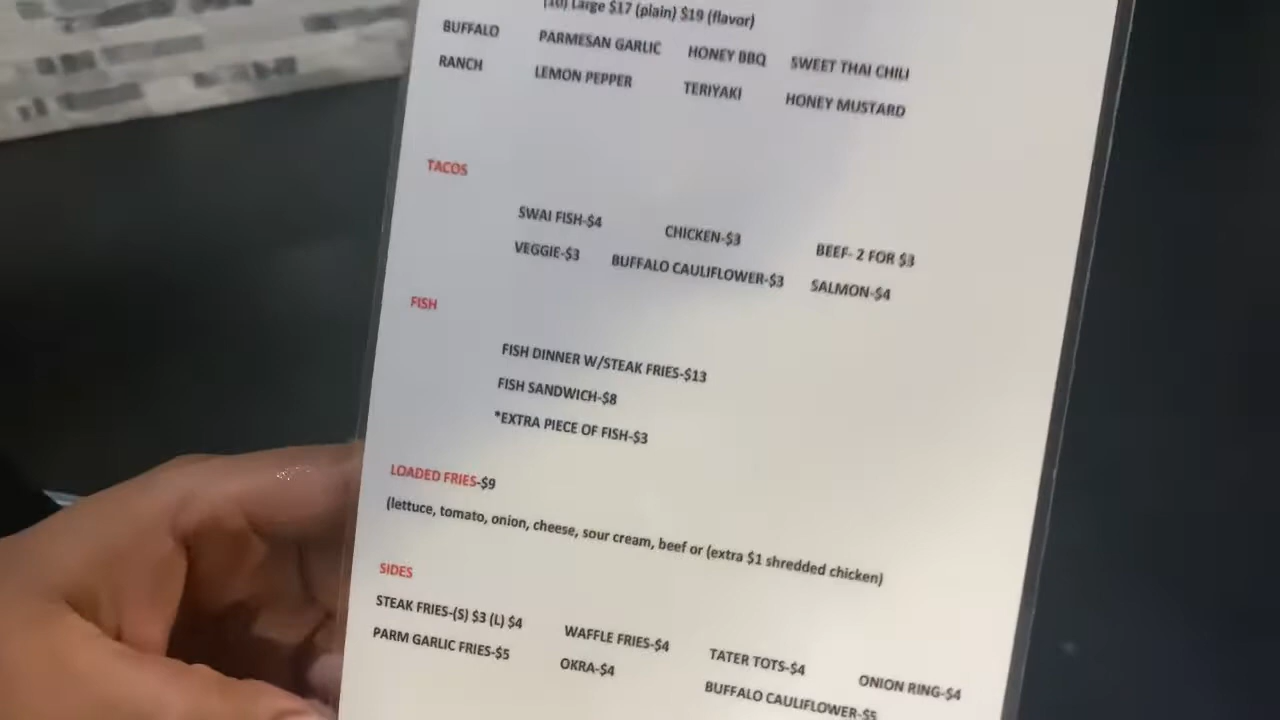 (10) Large $17 (plain) $19 (flavor)
BUFFALO PARMESAN GARLIC HONEY BBQ SWEET THAI CHILI
RANCH LEMON PEPPER TERIYAKI HONEY MUSTARD
TACOS
SWAI FISH-$4 CHICKEN-$3 BEEF- 2 FOR $3
VEGGIE-$3 BUFFALO CAULIFLOWER-$3 SALMON-$4
FISH
FISH DINNER W/STEAK FRIES-$13
FISH SANDWICH-$8
*EXTRA PIECE OF FISH-$3
LOADED FRIES-$9
(lettuce, tomato, onion, cheese, sour cream, beef or (extra $1 shredded chicken)
SIDES
STEAK FRIES-(S) $3 (L) $4 WAFFLE FRIES-$4 TATER TOTS-$4 ONION RING-$4
PARM GARLIC FRIES-$5 OKRA-$4 BUFFALO CAULIFLOWER-$5